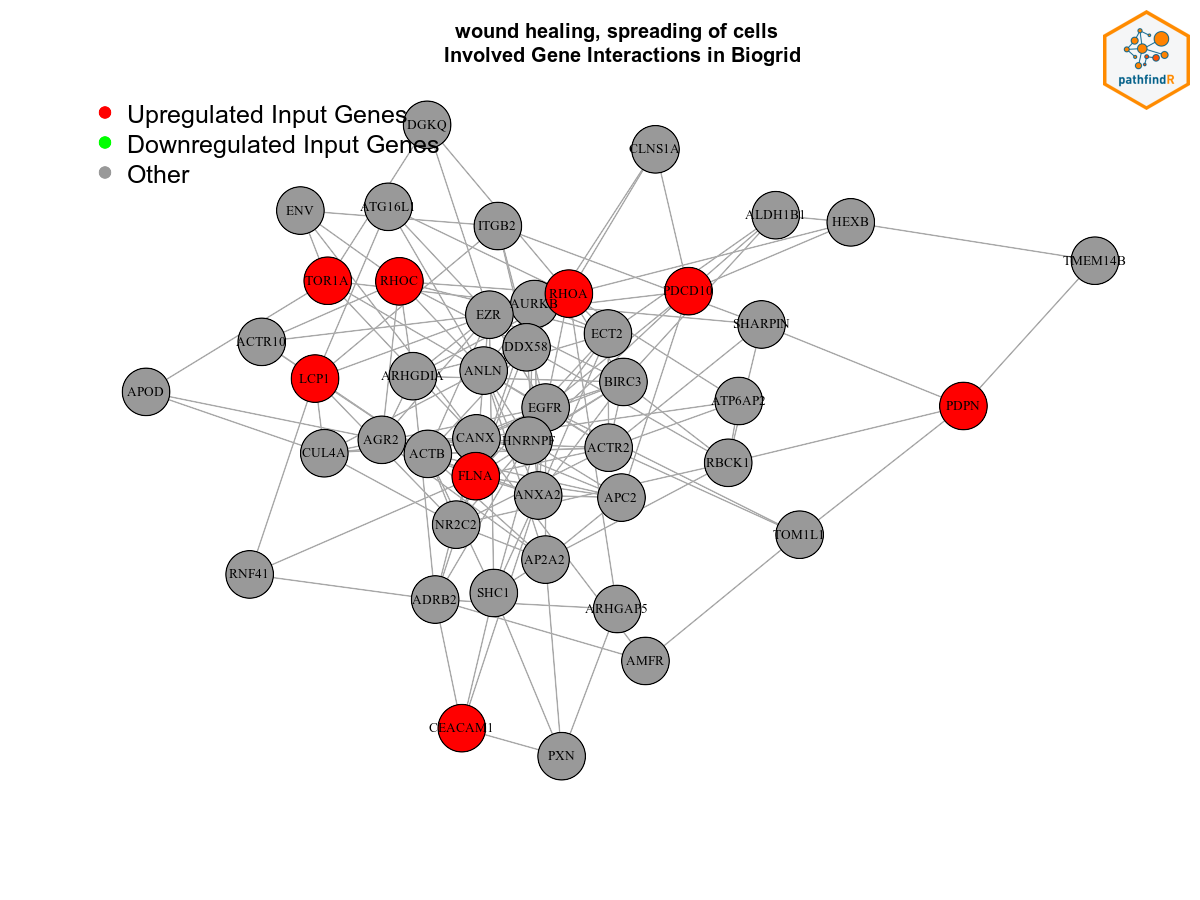 wound healing, spreading of cells
Involved Gene Interactions in Biogrid
pathfindR
Upregulated Input Genes
Downregulated Input Genes
Other
DGKQ
CLNS1A
ENV
ATG16L1
ITGB2
ALDH1B1
HEXB
TMEM14B
TOR1A
RHOC
AURKB
RHOA
PDCD10
EZR
SHARPIN
ACTR10
DDX58
ECT2
LCP1
ARHGDIA
ANLN
BIRC3
APOD
EGFR
ATP6AP2
PDPN
CUL4A
AGR2
ACTB
CANX
HNRNPF
ACTR2
RBCK1
FLNA
ANXA2
APC2
NR2C2
TOM1L1
RNF41
AP2A2
ADRB2
SHC1
ARHGAP5
AMFR
CEACAM1
PXN